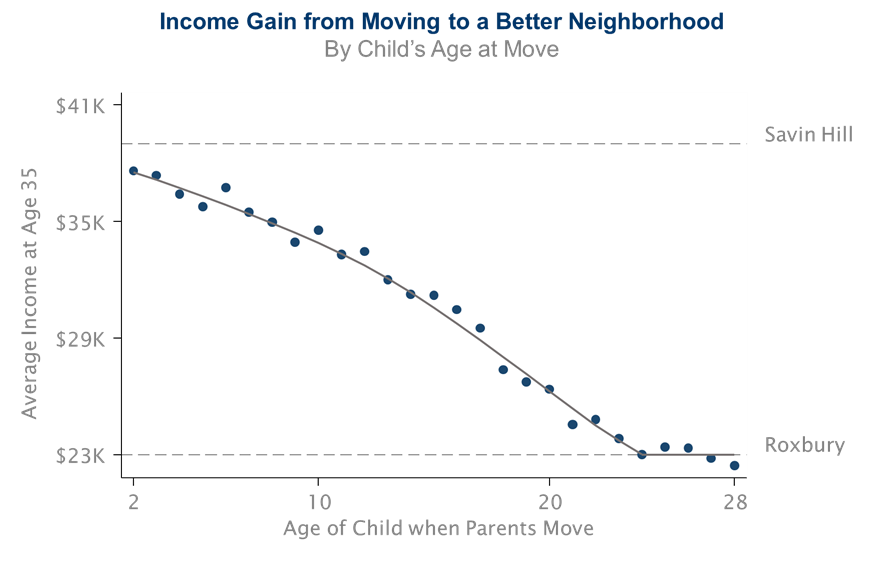 Income Gain from Moving to a Better Neighborhood
By Child’s Age at Move
$41K
Savin Hill
Average Income at Age 35
$35K
$29K
$23K
Roxbury
2
10
20
28
Age of Child when Parents Move